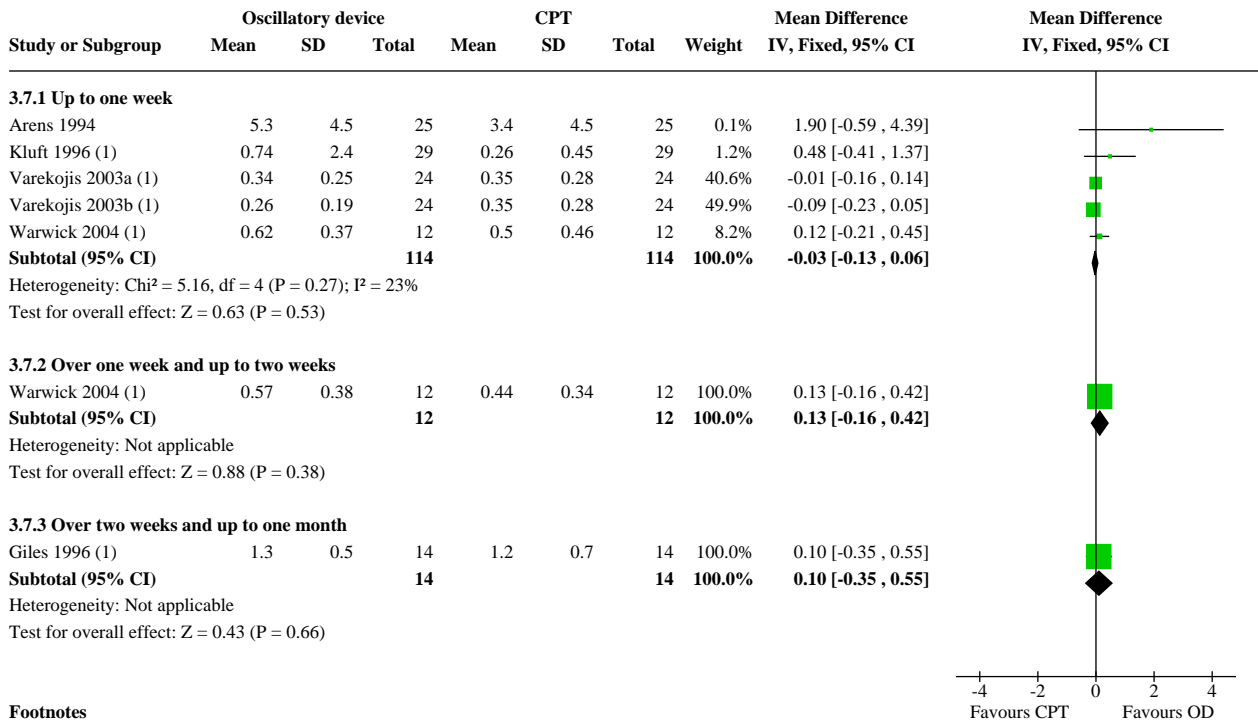 Oscillatory device CPT Mean Difference Mean Difference
Study or Subgroup Mean SD Total Mean SD Total Weight IV, Fixed, 95% CI IV, Fixed, 95% CI
3.7.1 Up to one week
Arens 1994 5.3 4.5 25 3.4 4.5 25 0.1% 1.90 [-0.59 , 4.39]
Kluft 1996 (1) 0.74 2.4 29 0.26 0.45 29 1.2% 0.48 [-0.41 , 1.37]
Varekojis 2003a (1) 0.34 0.25 24 0.35 0.28 24 40.6% -0.01 [-0.16 , 0.14]
Varekojis 2003b (1) 0.26 0.19 24 0.35 0.28 24 49.9% -0.09 [-0.23 , 0.05]
Warwick 2004 (1) 0.62 0.37 12 0.5 0.46 12 8.2% 0.12 [-0.21 , 0.45]
Subtotal (95% CI) 114 114 100.0% -0.03 [-0.13 , 0.06]
Heterogeneity: Chi² = 5.16, df = 4 (P = 0.27); I² = 23%
Test for overall effect: Z = 0.63 (P = 0.53)
3.7.2 Over one week and up to two weeks
Warwick 2004 (1) 0.57 0.38 12 0.44 0.34 12 100.0% 0.13 [-0.16 , 0.42]
Subtotal (95% CI) 12 12 100.0% 0.13 [-0.16 , 0.42]
Heterogeneity: Not applicable
Test for overall effect: Z = 0.88 (P = 0.38)
3.7.3 Over two weeks and up to one month
Giles 1996 (1) 1.3 0.5 14 1.2 0.7 14 100.0% 0.10 [-0.35 , 0.55]
Subtotal (95% CI) 14 14 100.0% 0.10 [-0.35 , 0.55]
Heterogeneity: Not applicable
Test for overall effect: Z = 0.43 (P = 0.66)
-4 -2 0 2 4
Favours CPT Favours OD
Footnotes